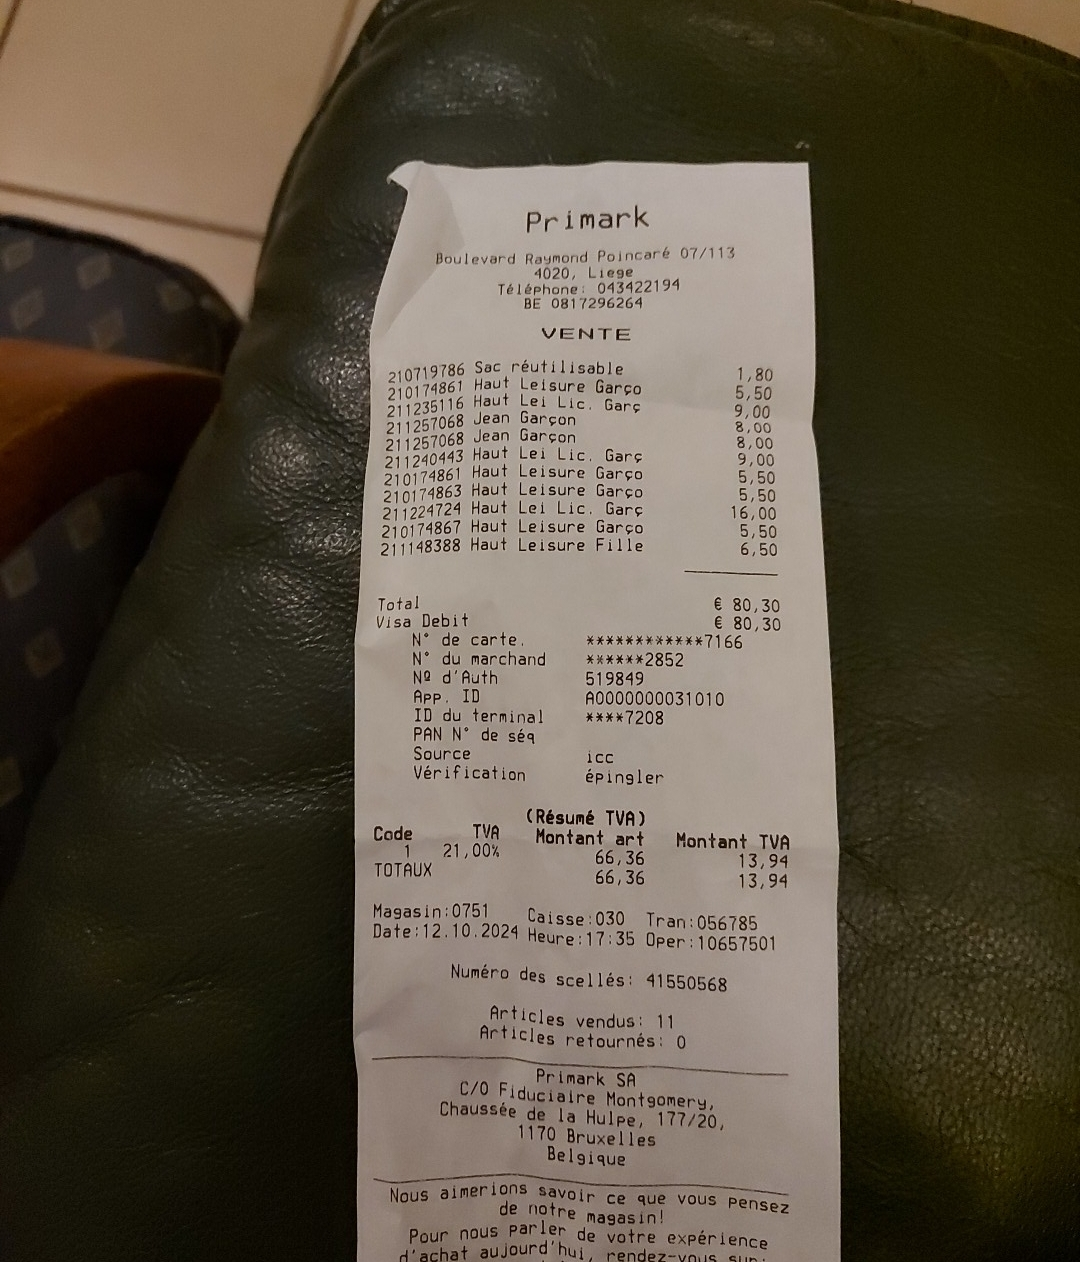 Primark
Boulevard Raymond Poincaré 07/113
4020, Liege
Téléphone: 043422194
BE 0817296264
VENTE
210719786 Sac réutilisable 1,80
210174861 Haut Leisure Garço 5,50
211235116 Haut Lei Lic. Garç 9,00
211257068 Jean Garçon 8,00
211257068 Jean Garçon 8,00
211240443 Haut Lei Lic. Garç 9,00
210174861 Haut Leisure Garço 5,50
210174863 Haut Leisure Garço 5,50
211224724 Haut Lei Lic. Garç 16,00
210174867 Haut Leisure Garço 5,50
211148388 Haut Leisure Fille 6,50
Total € 80,30
Visa Debit € 80,30
N° de carte. ************7166
N° du marchand ******2852
Nº d'Auth 519849
App. ID A0000000031010
ID du terminal ****7208
PAN N° de séq
Source icc
Vérification épingler
(Résumé TVA)
Code TVA Montant art Montant TVA
1 21,00% 66,36 13,94
TOTAUX 66,36 13,94
Magasin:0751 Caisse:030 Tran:056785
Date:12.10.2024 Heure:17:35 Oper:10657501
Numéro des scellés: 41550568
Articles vendus: 11
Articles retournés: 0
Primark SA
C/O Fiduciaire Montgomery,
Chaussée de la Hulpe, 177/20,
1170 Bruxelles
Belgique
Nous aimerions savoir ce que vous pensez
de notre magasin!
Pour nous parler de votre expérience
d'achat aujourd'hui, rendez-vous sur: